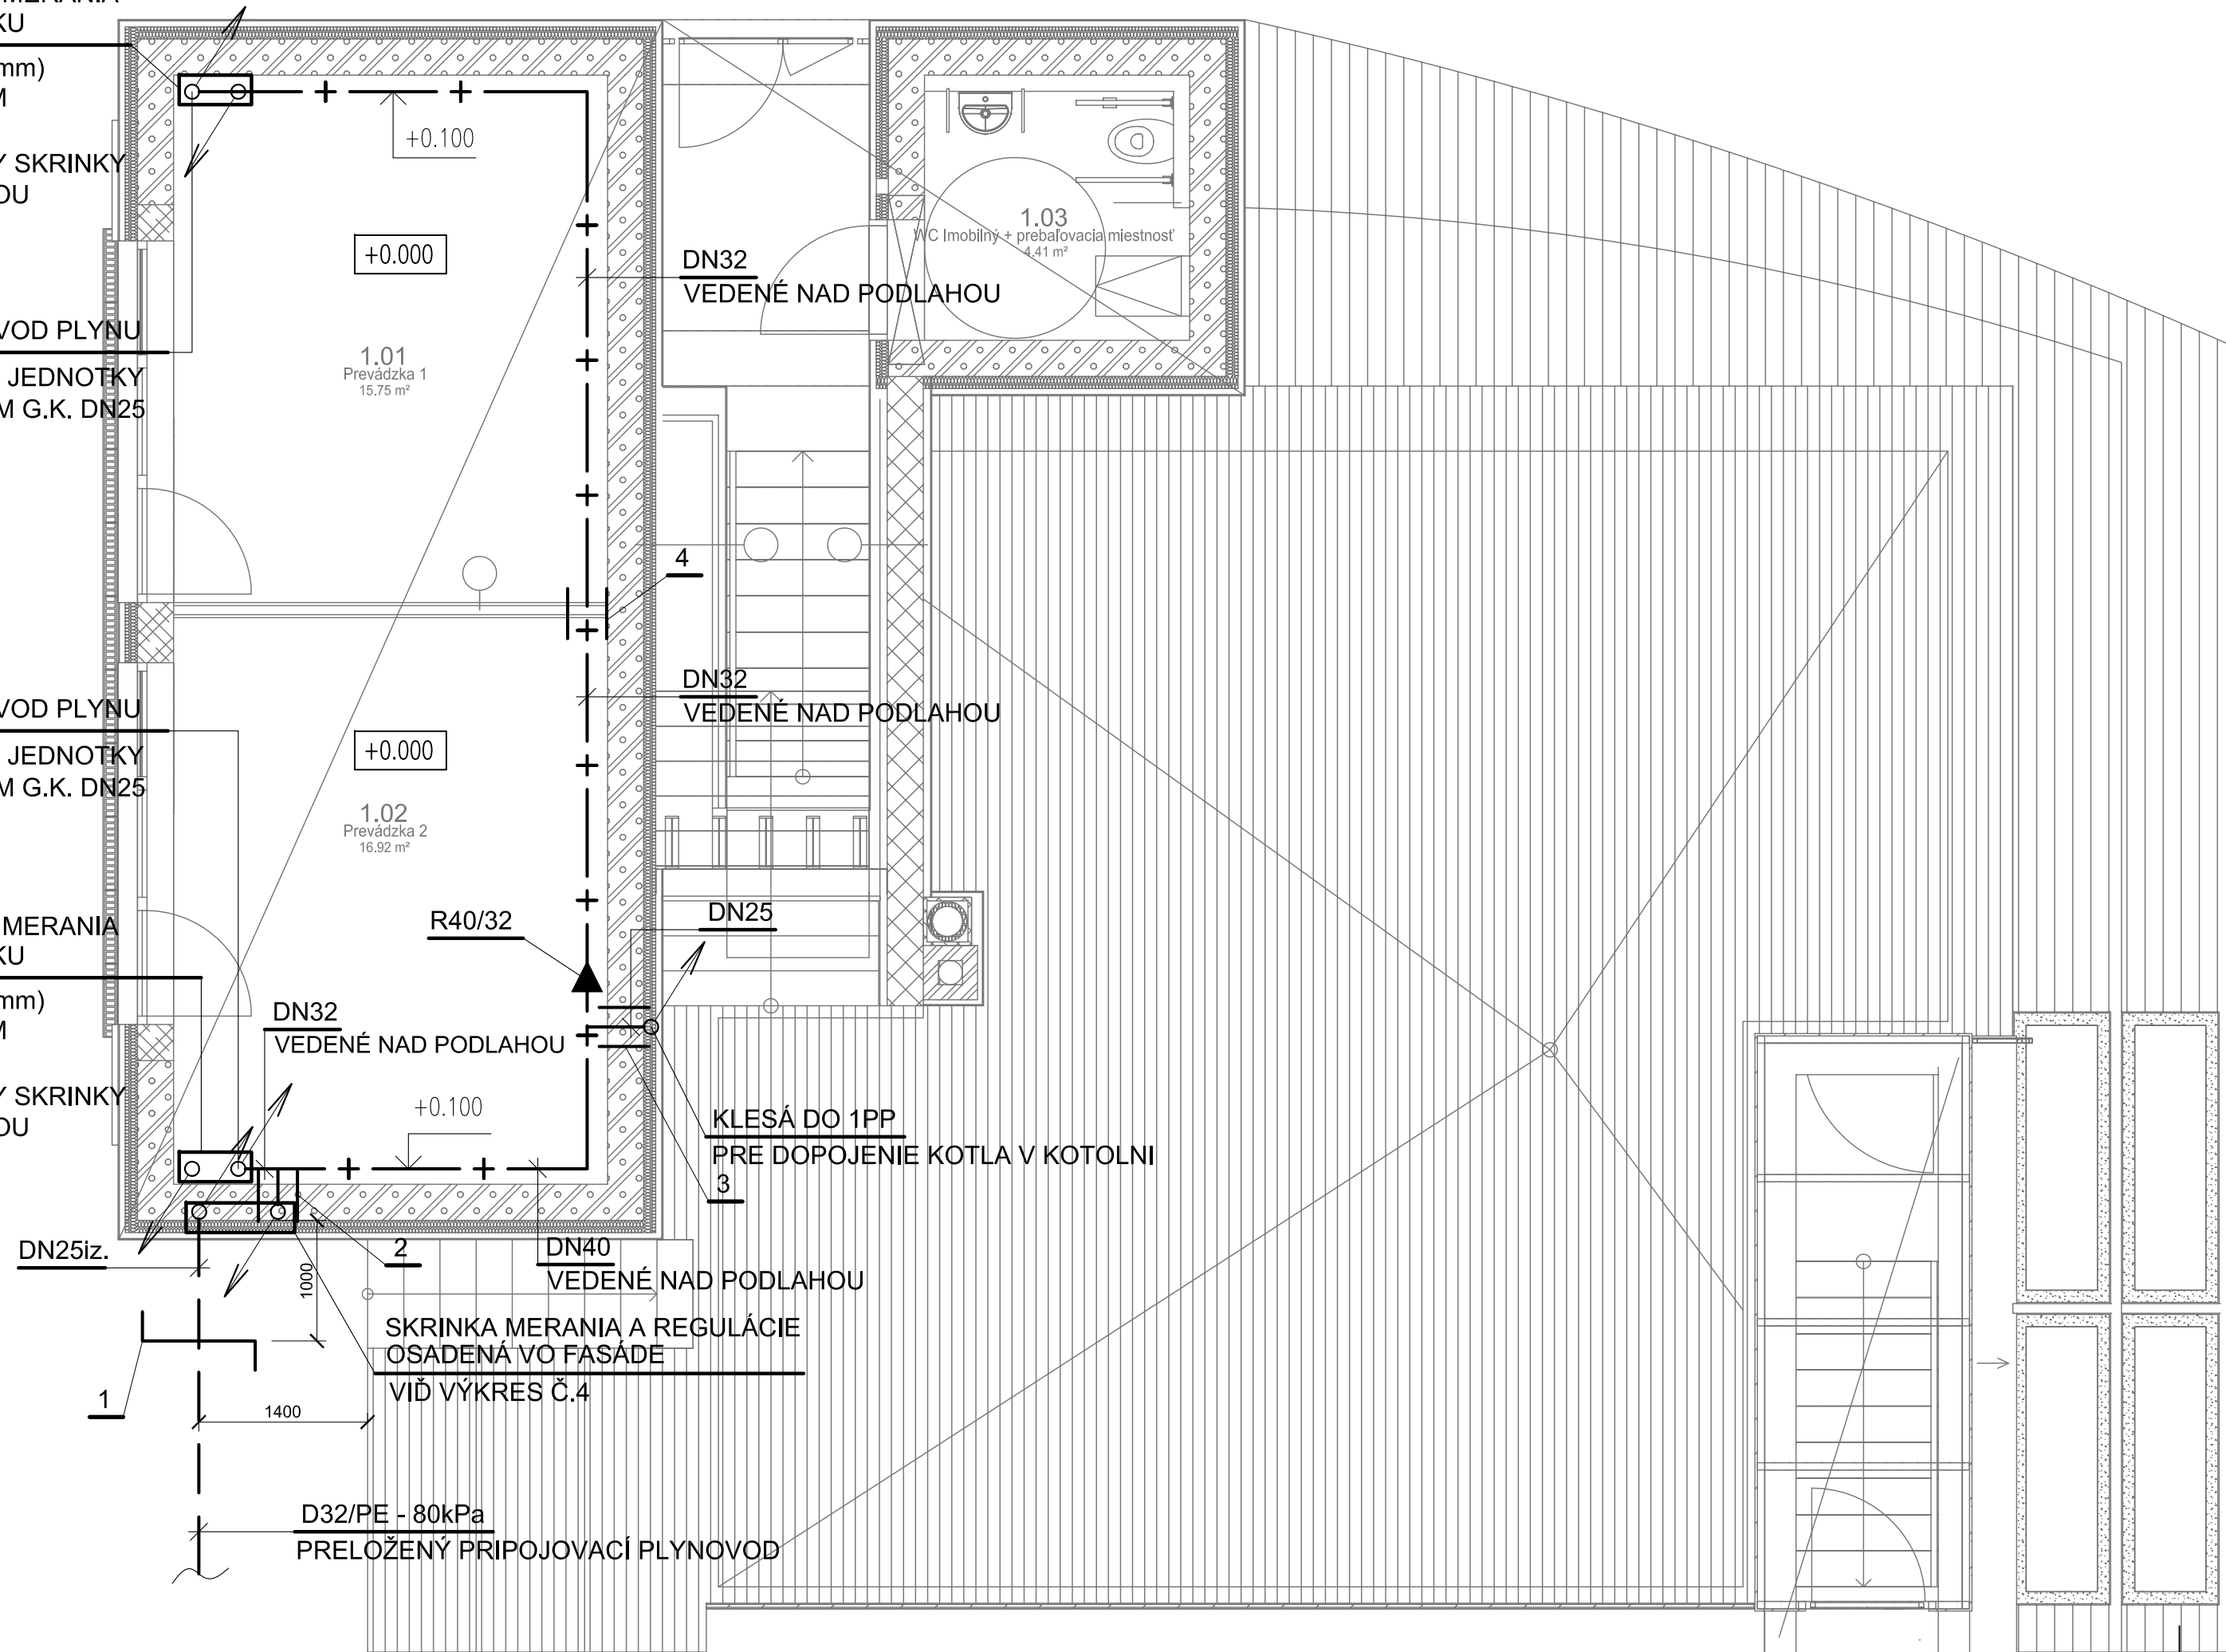 MERANIA
KU
mm)
M
+0.100
Y SKRINKY
OU
+0.000
DN32
VEDENÉ NAD PODLAHOU
1.03
WC Imobilný + prebaľovacia miestnosť
4.41 m²
VOD PLYNU
JEDNOTKY
M G.K. DN25
1.01
Prevádzka 1
15.75 m²
4
DN32
VEDENÉ NAD PODLAHOU
VOD PLYNU
JEDNOTKY
M G.K. DN25
+0.000
1.02
Prevádzka 2
16.92 m²
MERANIA
KU
mm)
M
R40/32
DN25
DN32
VEDENÉ NAD PODLAHOU
Y SKRINKY
OU
+0.100
KLESÁ DO 1PP
PRE DOPOJENIE KOTLA V KOTOLNI
3
DN25iz.
2
1000
DN40
VEDENÉ NAD PODLAHOU
SKRINKA MERANIA A REGULÁCIE
OSADENÁ VO FASÁDE
VIĎ VÝKRES Č.4
1
1400
D32/PE - 80kPa
PRELOŽENÝ PRIPOJOVACÍ PLYNOVOD